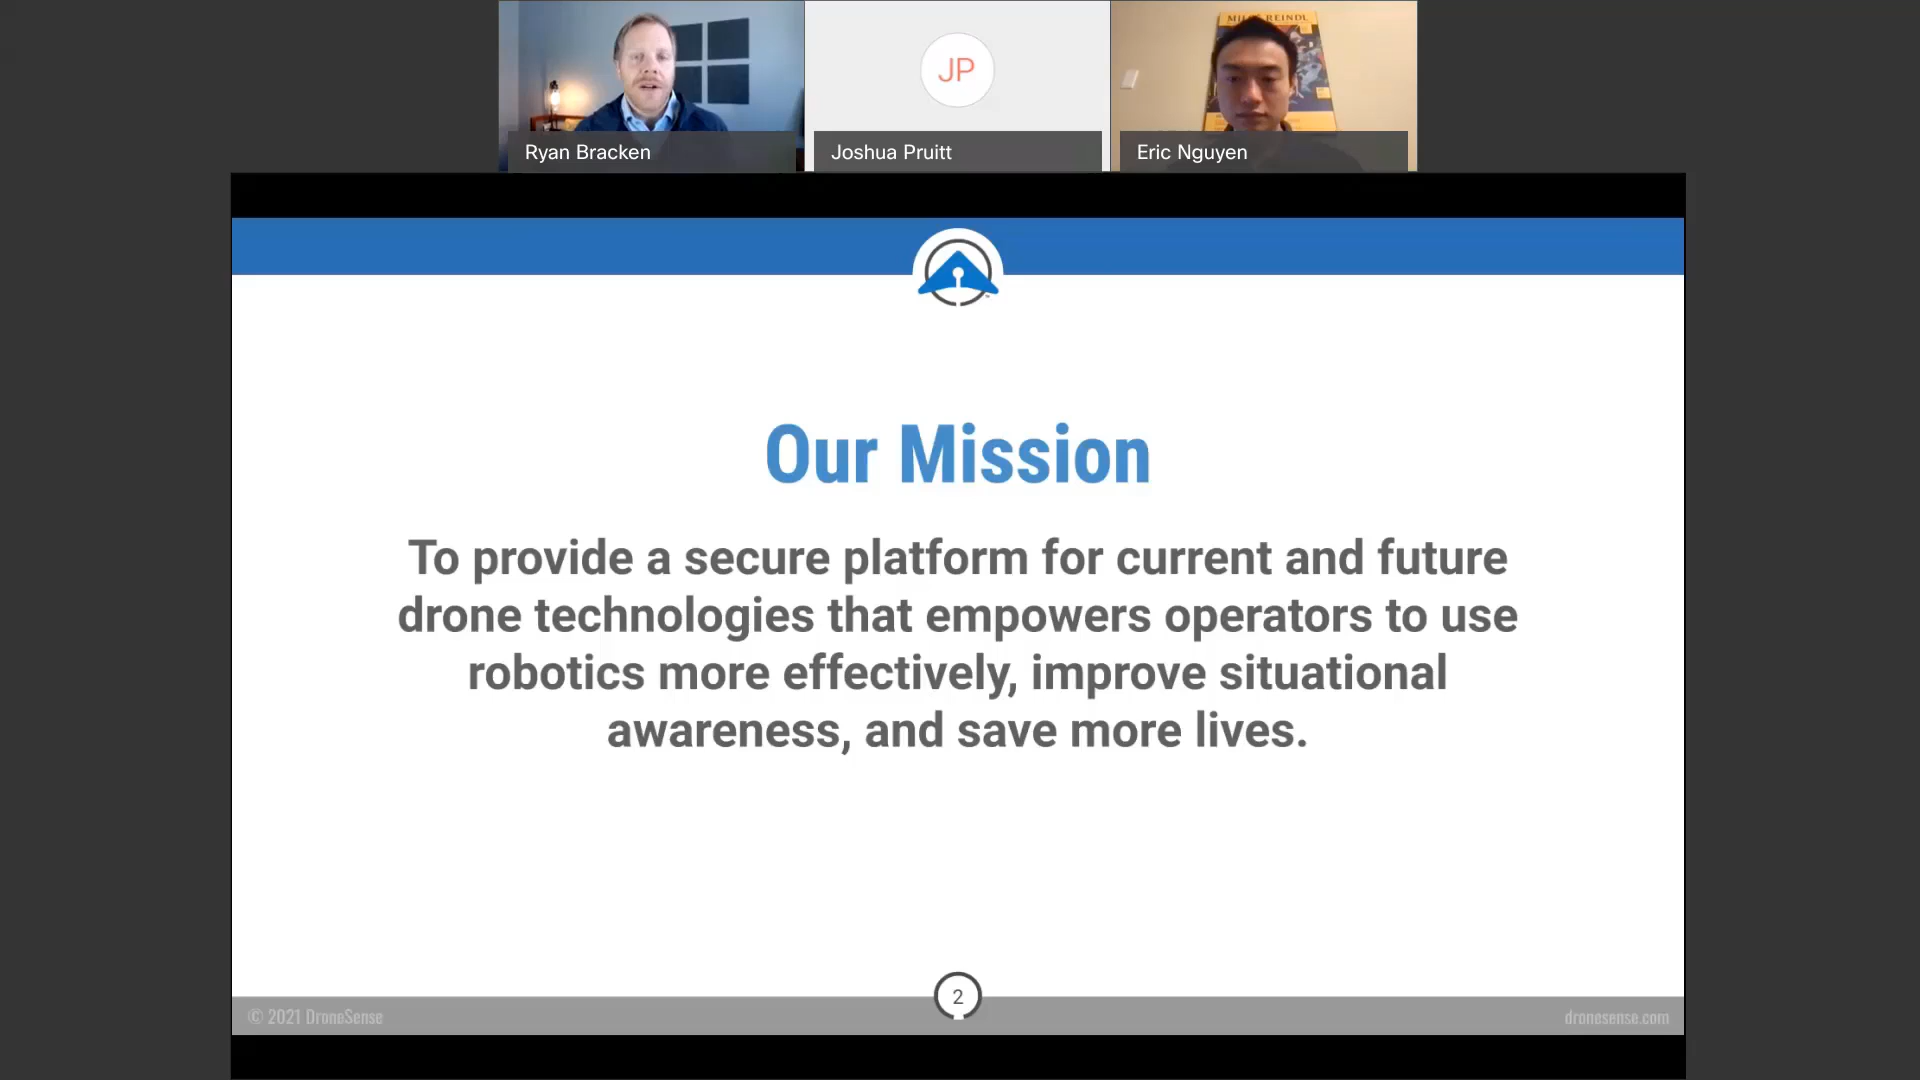 MILES REINDL
JP
Ryan Bracken
Joshua Pruitt
Eric Nguyen
Our Mission
To provide a secure platform for current and future
drone technologies that empowers operators to use
robotics more effectively, improve situational
awareness, and save more lives.
2
© 2021 DroneSense
dronesense.com